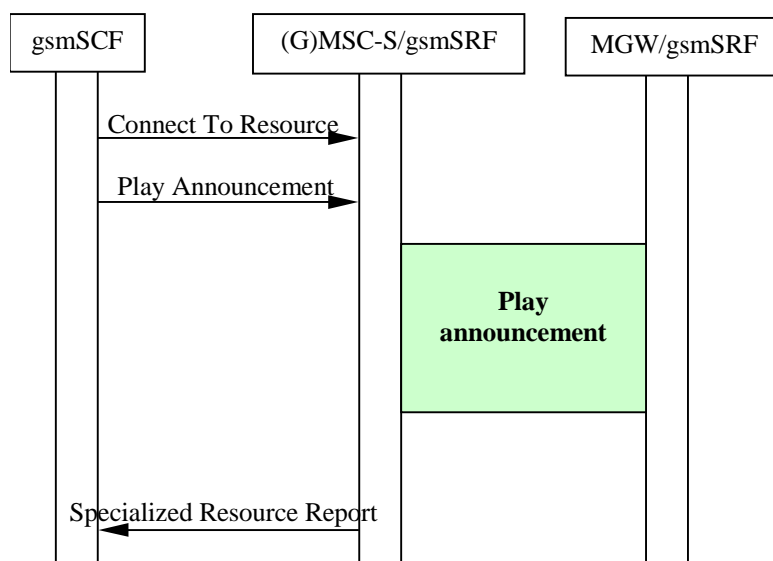 gsmSCF
(G)MSC-S/gsmSRF
MGW/gsmSRF
Connect To Resource
Play Announcement
Play
announcement
Specialized Resource Report